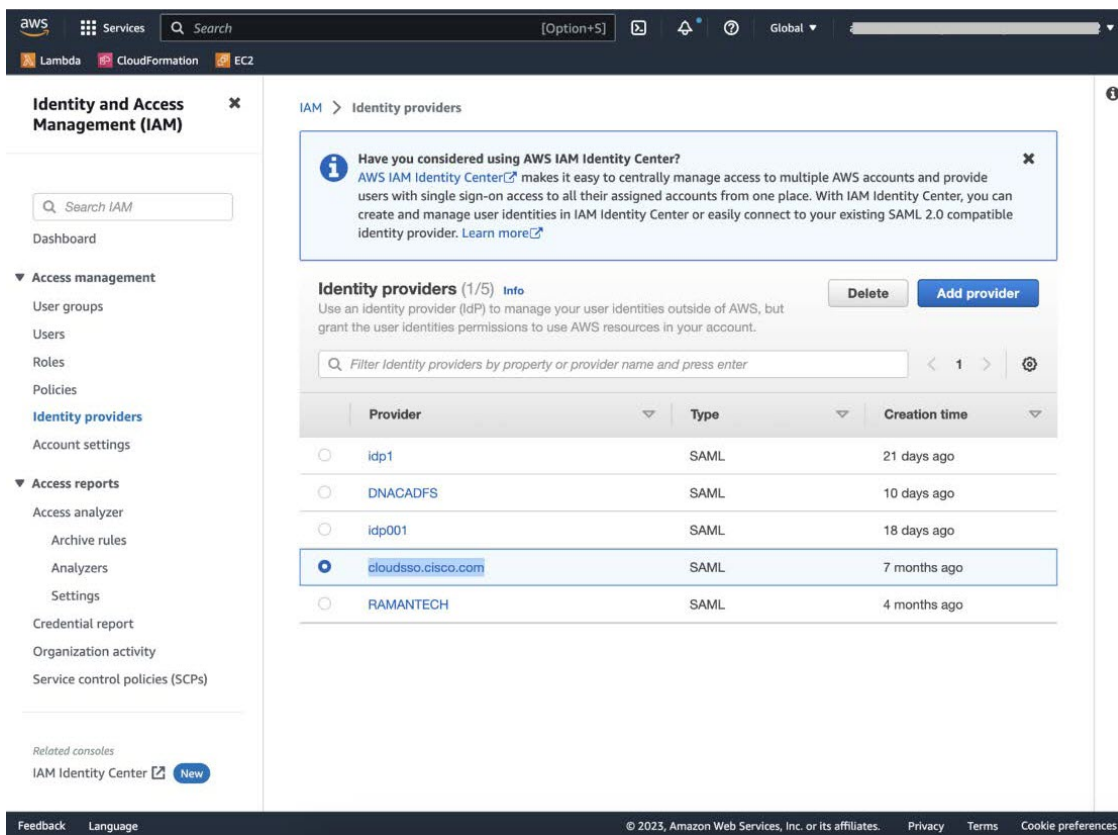 aws
Services
Search
[Option+S]
Global
Lambda
CloudFormation
EC2
Identity and Access
Management (IAM)
Search IAM
Dashboard
Access management
User groups
Users
Roles
Policies
Identity providers
Account settings
Access reports
Access analyzer
Archive rules
Analyzers
Settings
Credential report
Organization activity
Service control policies (SCPs)
Related consoles
IAM Identity Center New
IAM > Identity providers
Have you considered using AWS IAM Identity Center?
AWS IAM Identity Center makes it easy to centrally manage access to multiple AWS accounts and provide
users with single sign-on access to all their assigned accounts from one place. With IAM Identity Center, you can
create and manage user identities in IAM Identity Center or easily connect to your existing SAML 2.0 compatible
identity provider. Learn more
Identity providers (1/5) Info
Use an identity provider (IdP) to manage your user identities outside of AWS, but
grant the user identities permissions to use AWS resources in your account.
Delete
Add provider
Filter Identity providers by property or provider name and press enter
1
Provider Type Creation time
idp1 SAML 21 days ago
DNACADFS SAML 10 days ago
idp001 SAML 18 days ago
cloudsso.cisco.com SAML 7 months ago
RAMANTECH SAML 4 months ago
Feedback Language © 2023, Amazon Web Services, Inc. or its affiliates. Privacy Terms Cookie preferences